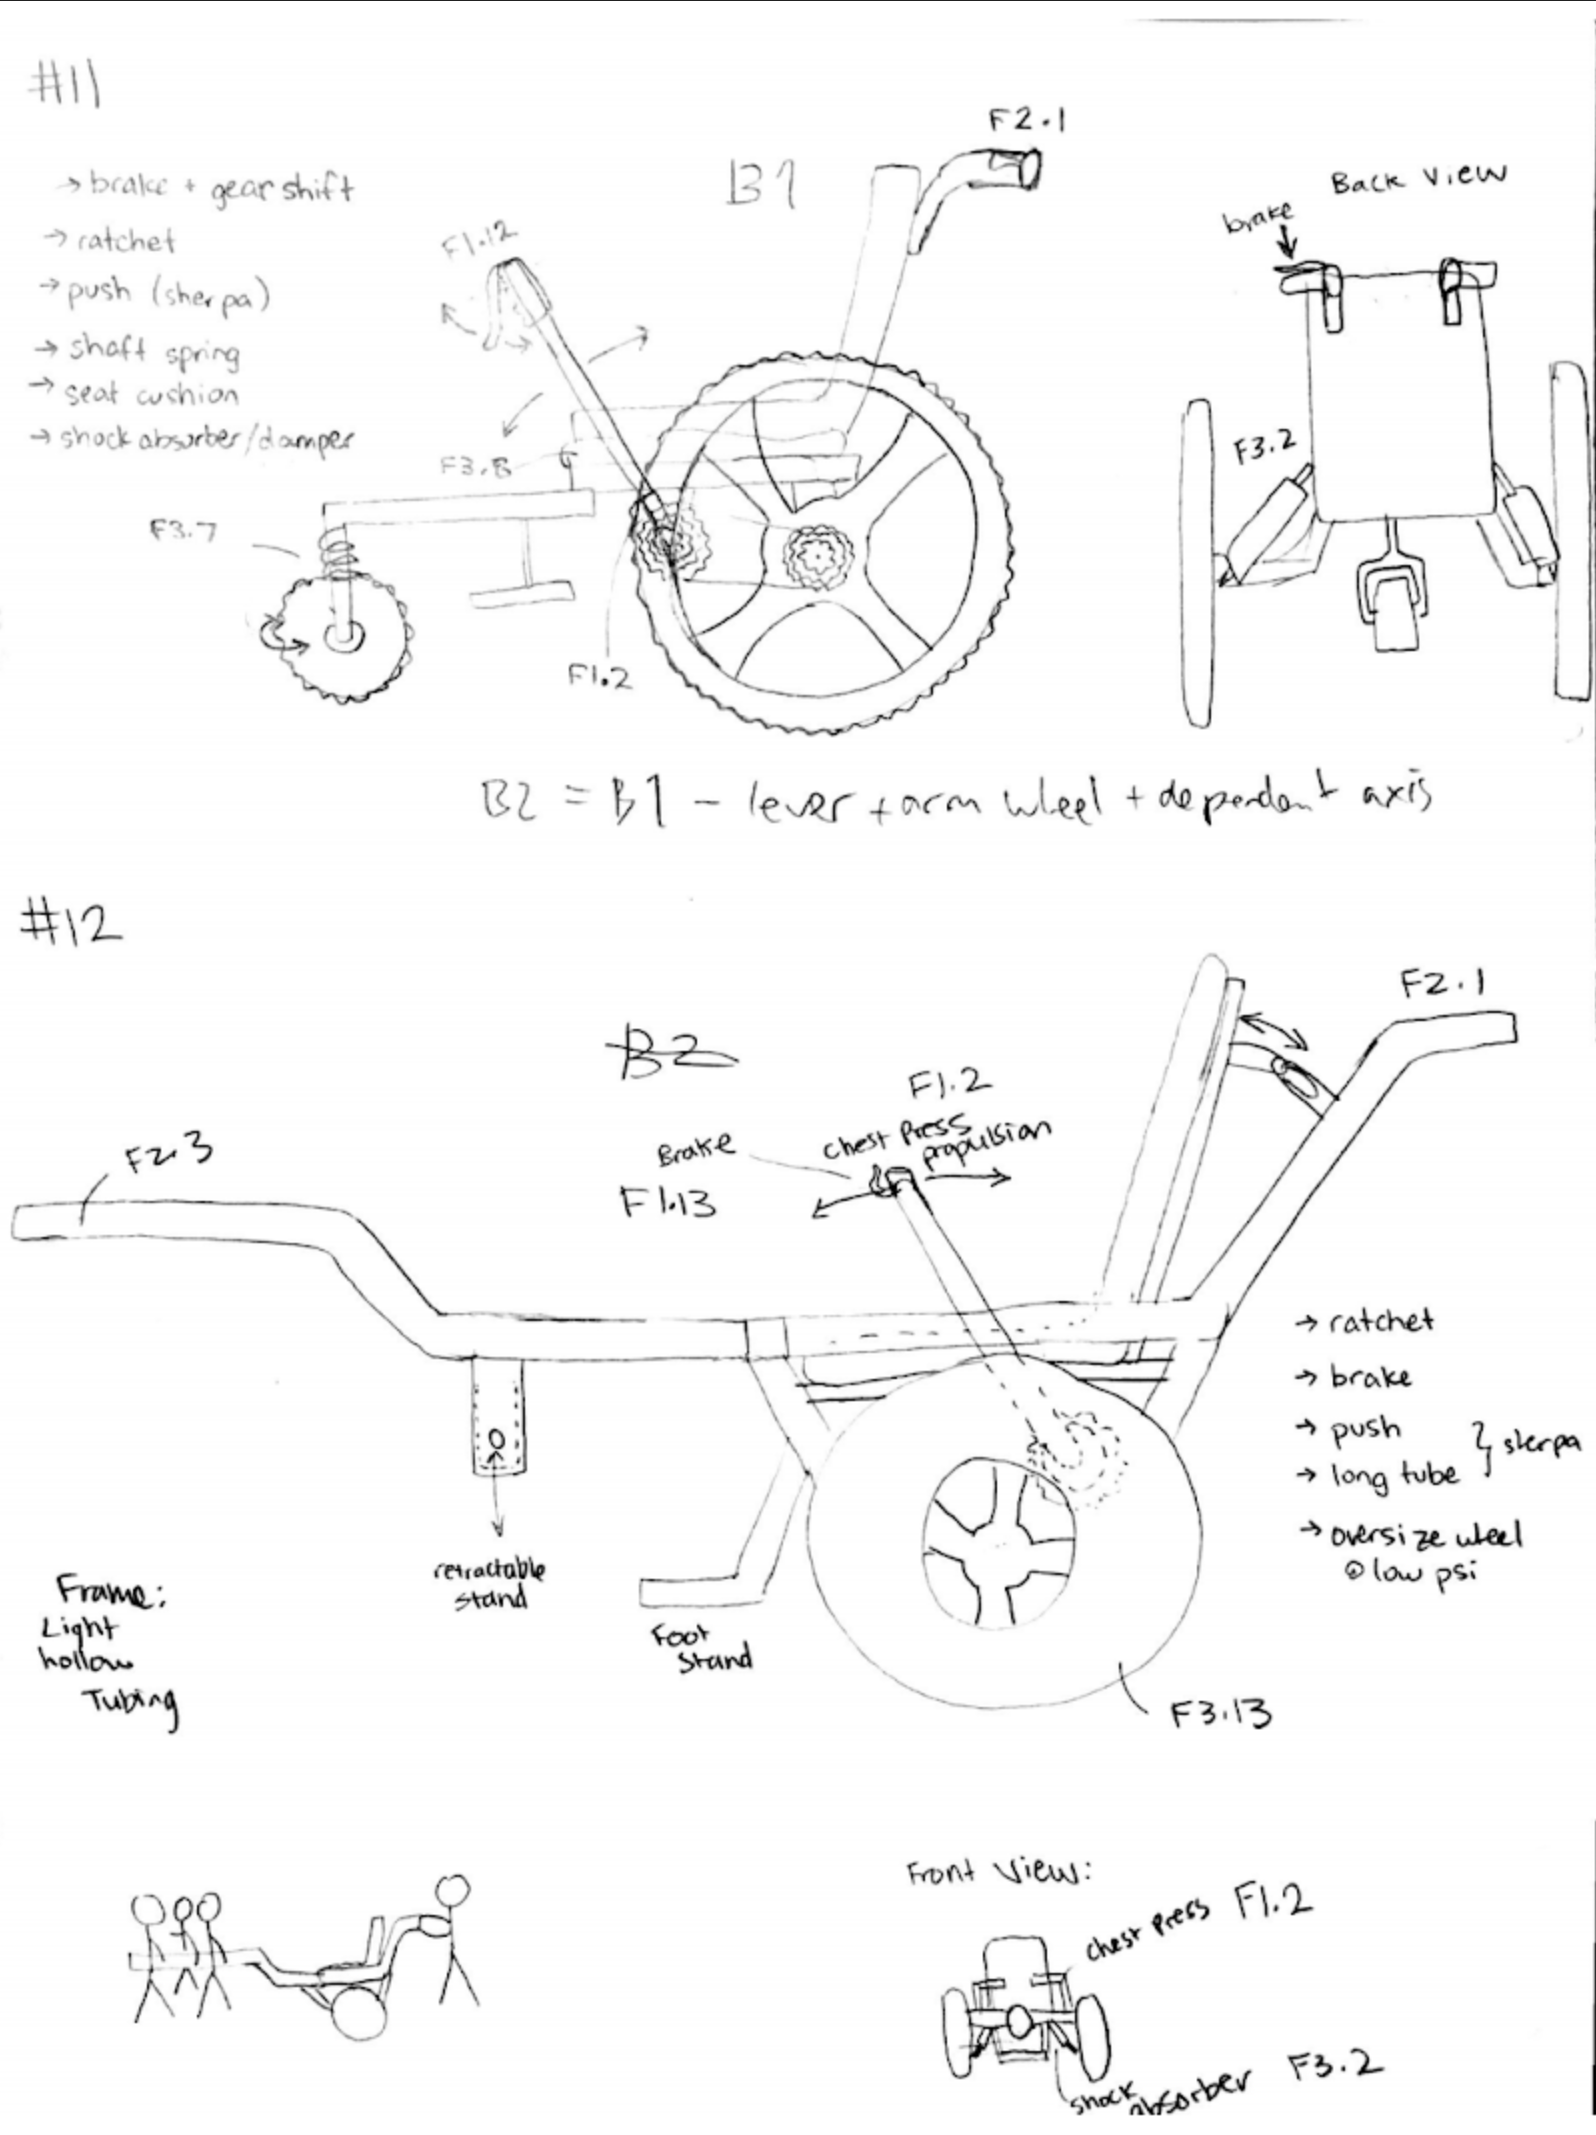 #11
→ brake + gear shift
→ ratchet
→ push (sherpa)
→ shaft spring
→ seat cushion
→ shock absorber/damper
B1
F2.1
F1.12
F3.8
F3.7
F1.2
Back View
brake
F3.2
B2 = B1 - lever + arm wheel + dependent axis
#12
B2
F2.1
F1.2
chest press
propulsion
Brake
F1.13
F2.3
→ ratchet
→ brake
→ push
→ long tube } sherpa
→ oversize wheel
@ low psi
retractable
stand
Foot
Stand
F3.13
Frame:
Light
hollow
Tubing
Front View:
chest press F1.2
shock
absorber F3.2